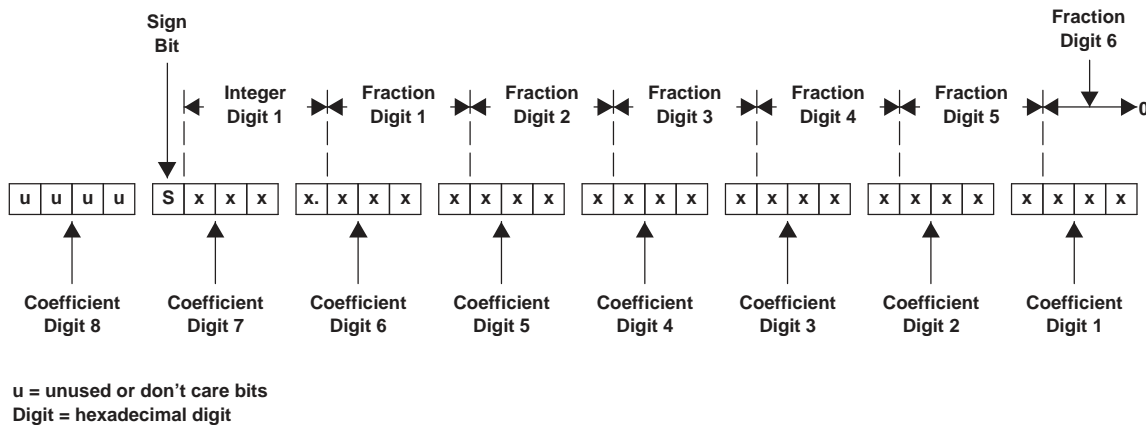 Sign
Bit
Fraction
Digit 6
Integer
Digit 1
Fraction
Digit 1
Fraction
Digit 2
Fraction
Digit 3
Fraction
Digit 4
Fraction
Digit 5
0
u u u u S x x x x. x x x x x x x x x x x x x x x x x x x x x x x
Coefficient
Digit 8
Coefficient
Digit 7
Coefficient
Digit 6
Coefficient
Digit 5
Coefficient
Digit 4
Coefficient
Digit 3
Coefficient
Digit 2
Coefficient
Digit 1
u = unused or don’t care bits
Digit = hexadecimal digit